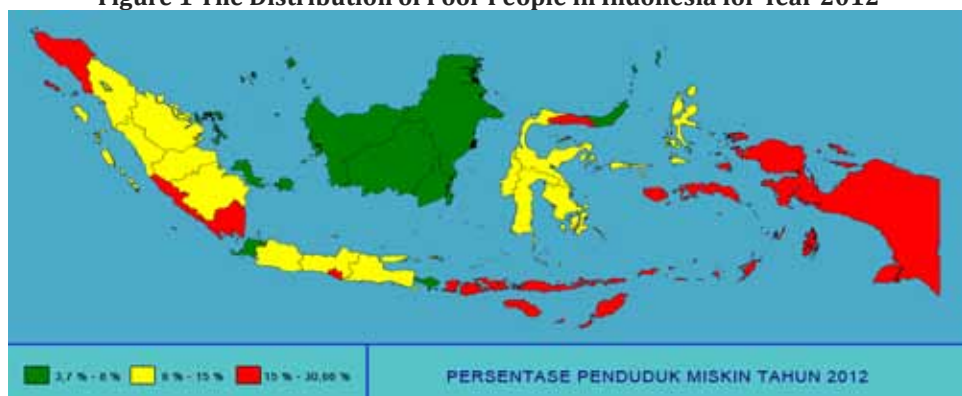 Figure 1 The Distribution of Poor People in Indonesia for Year 2012
3,7 % - 8 %
8 % - 15 %
15 % - 30,66 %
PERSENTASE PENDUDUK MISKIN TAHUN 2012